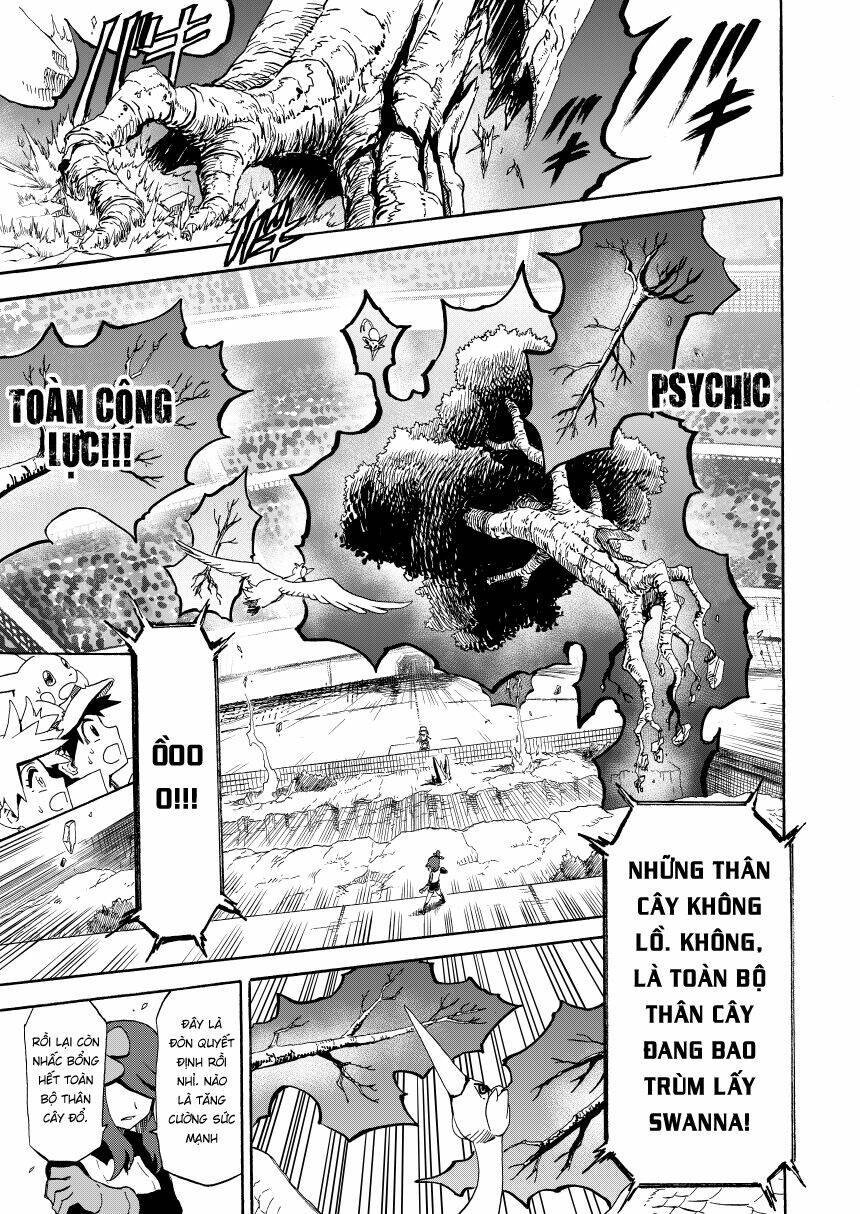 PSYCHIC
TOÀN CÔNG
LỰC!!!
NHỮNG THÂN
CÂY KHÔNG
LỒ. KHÔNG,
LÀ TOÀN BỘ
THÂN CÂY
ĐANG BAO
TRÙM LẤY
SWANNA!
ỒOO
O!!!
ĐÂY LÀ
ĐÒN QUYẾT
ĐỊNH RỒI
NHỈ. NÀO
LÀ TĂNG
CƯỜNG SỨC
MẠNH
RỒI LẠI CÒN
NHẤC BỔNG
HẾT TOÀN
BỘ THÂN
CÂY ĐỔ.